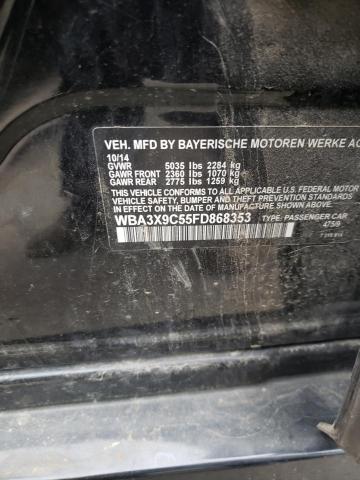 VEH. MFD BY BAYERISCHE MOTOREN WERKE AG
10/14
GVWR 5035 lbs 2284 kg
GAWR FRONT 2360 lbs 1070 kg
GAWR REAR 2775 lbs 1259 kg
THIS VEHICLE CONFORMS TO ALL APPLICABLE U.S. FEDERAL MOTOR
VEHICLE SAFETY, BUMPER, AND THEFT PREVENTION STANDARDS
IN EFFECT ON THE DATE OF MANUFACTURE SHOWN ABOVE.
WBA3X9C55FD868353 TYPE: PASSENGER CAR
4759